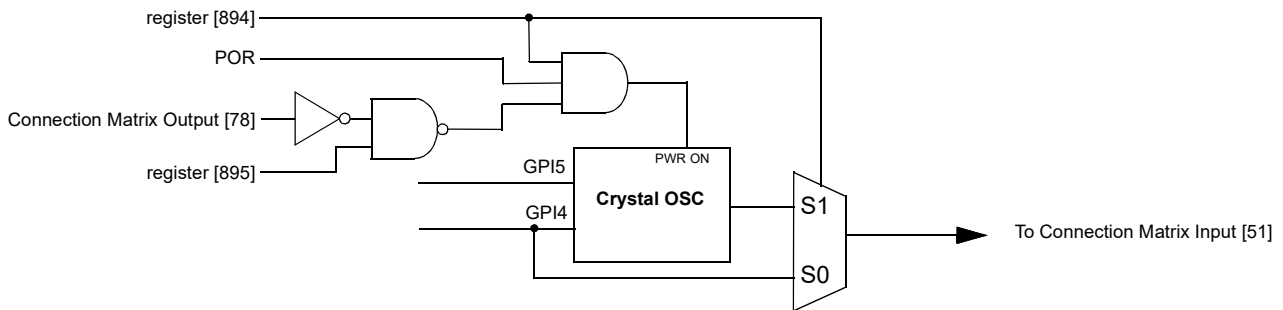 register [894]
POR
Connection Matrix Output [78]
register [895]
PWR ON
GPI5
Crystal OSC
GPI4
S1
To Connection Matrix Input [51]
S0